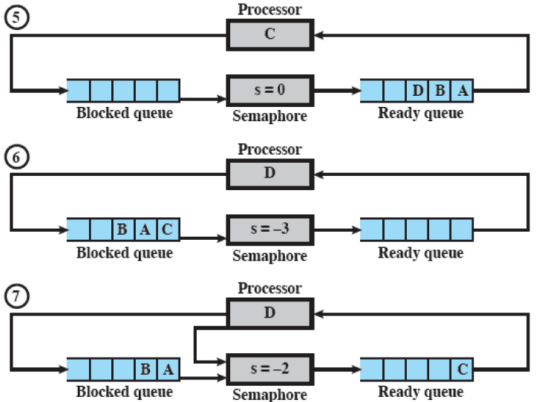 Processor
5
C
s = 0
D B A
Blocked queue
Semaphore
Ready queue
Processor
6
D
B A C
s = –3
Blocked queue
Semaphore
Ready queue
Processor
7
D
B A
s = –2
C
Blocked queue
Semaphore
Ready queue